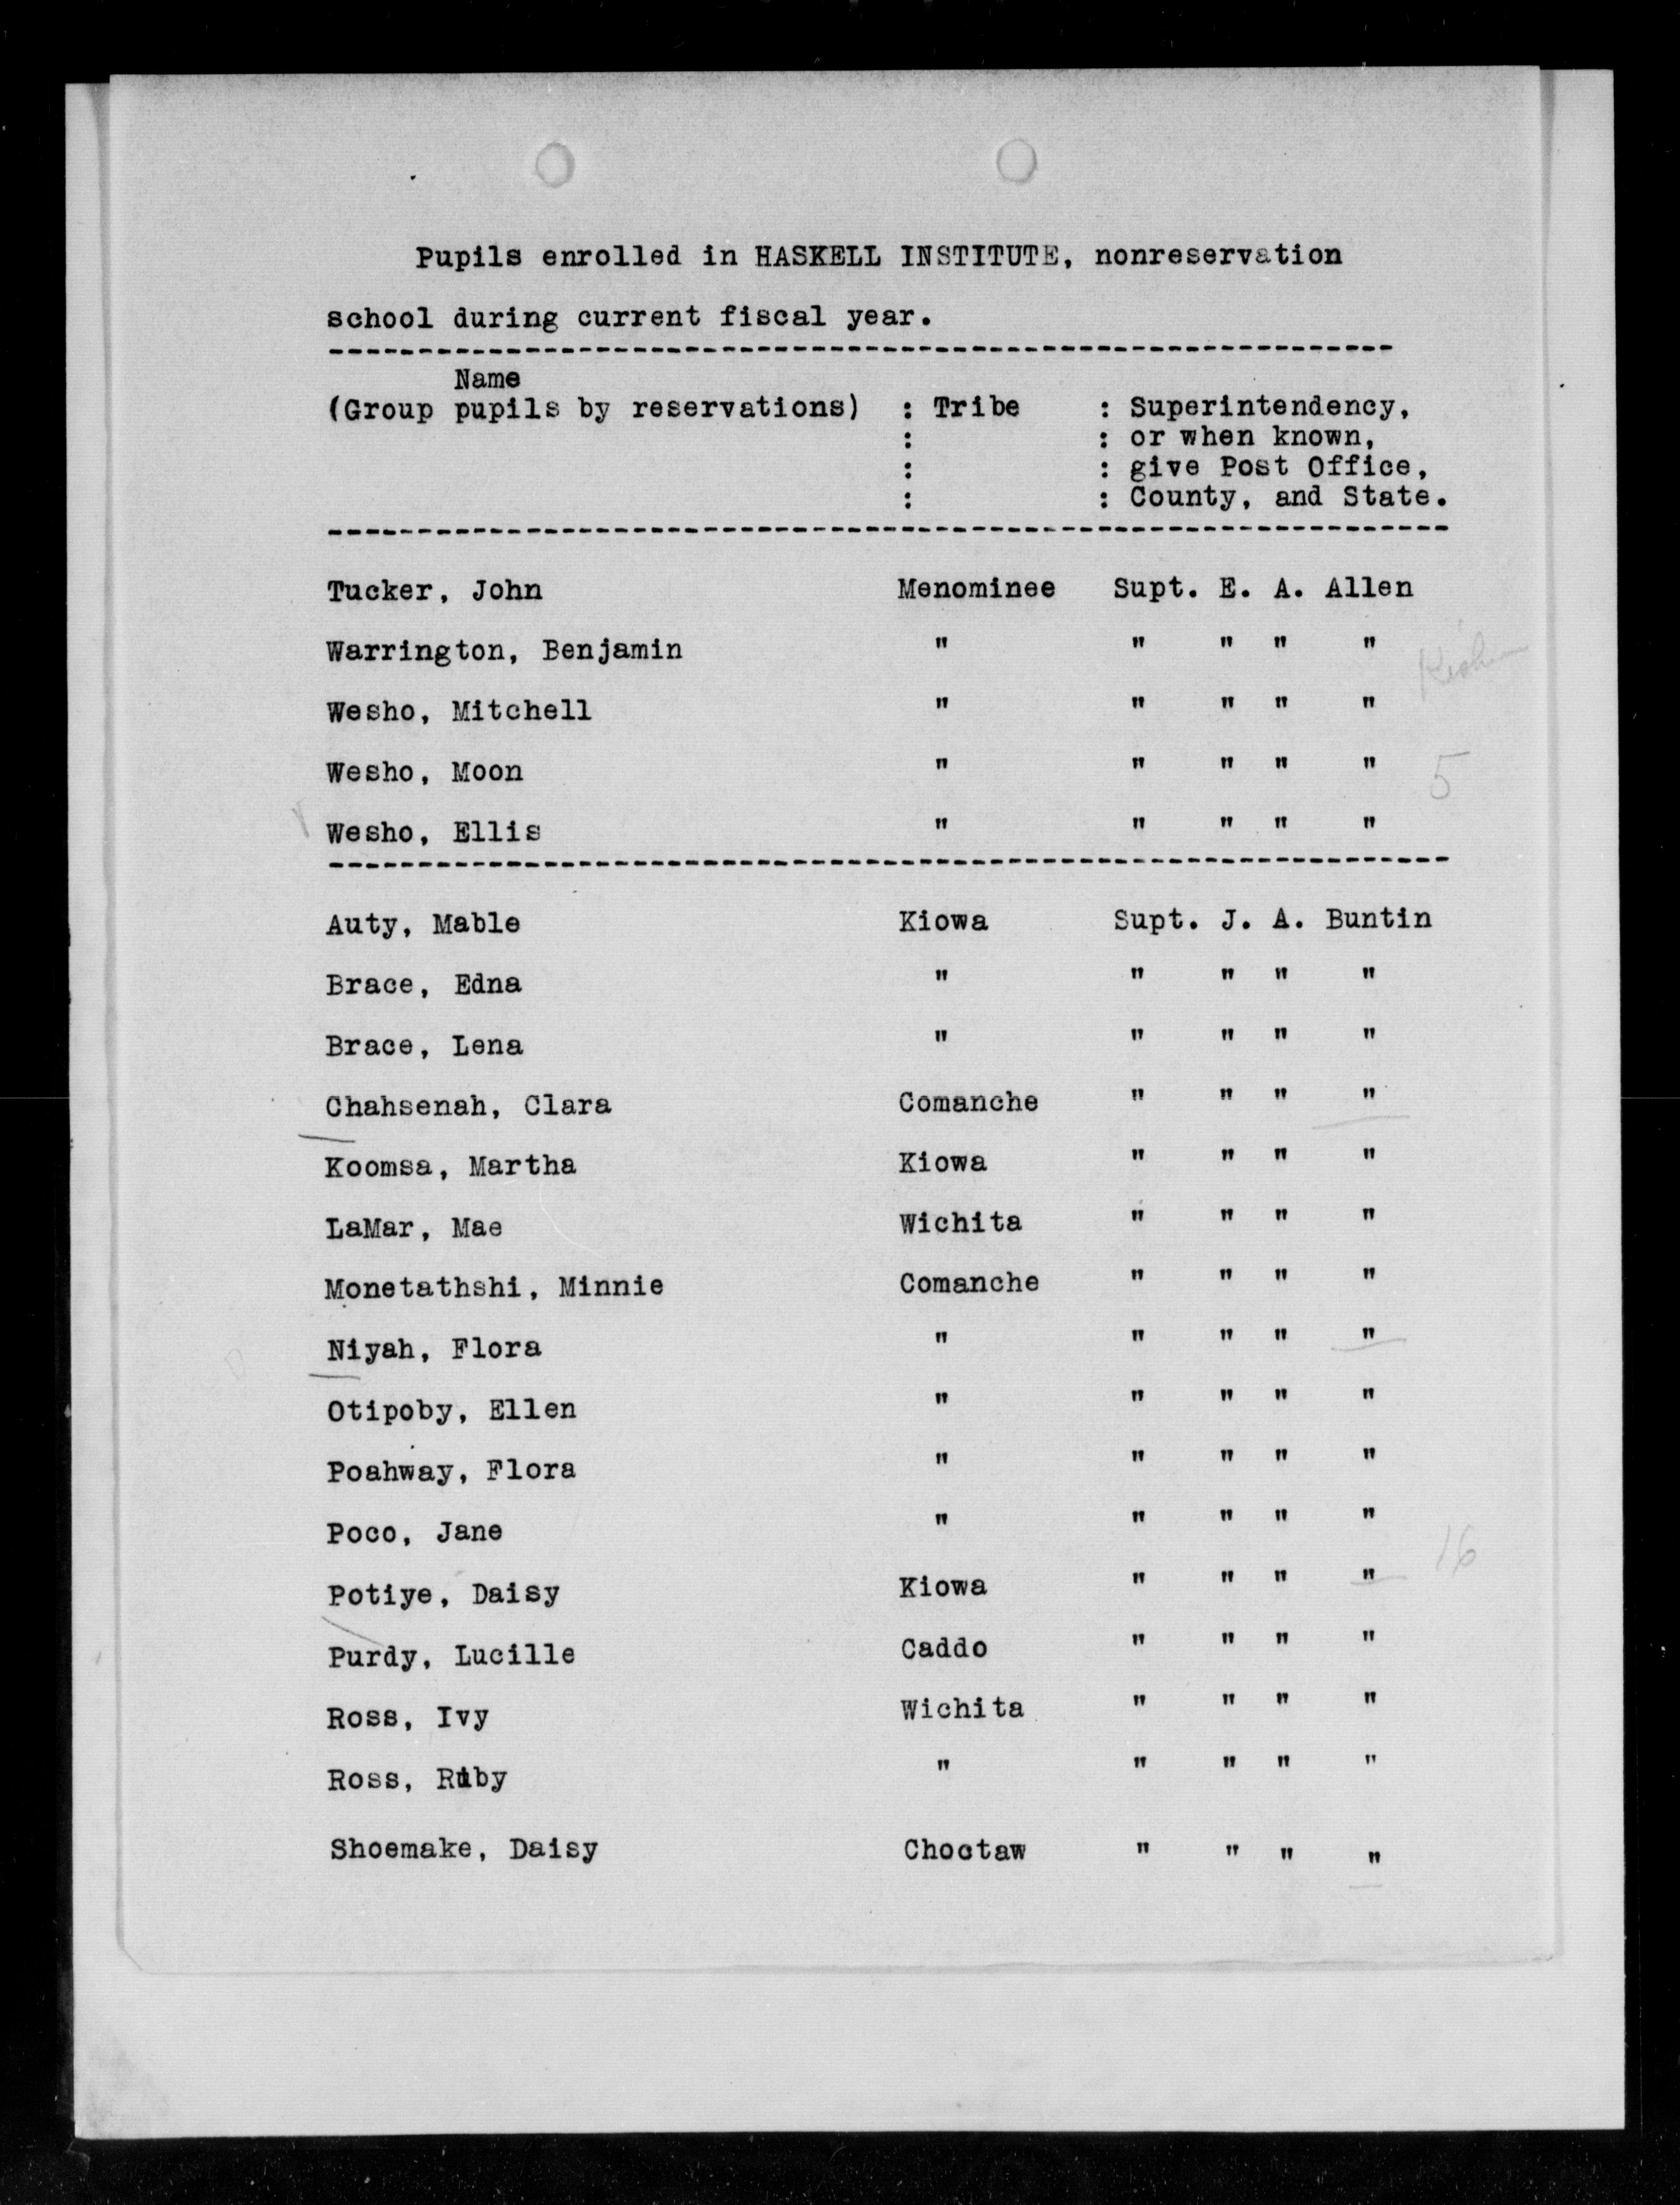 Pupils enrolled in HASKELL INSTITUTE, nonreservation
school during current fiscal year.
Name
(Group pupils by reservations) : Tribe : Superintendency,
: : or when known,
: : give Post Office,
: : County, and State.
Tucker, John Menominee Supt. E. A. Allen
Warrington, Benjamin " " " " "
Wesho, Mitchell " " " " "
Wesho, Moon " " " " " 5
Wesho, Ellis " " " " "
Auty, Mable Kiowa Supt. J. A. Buntin
Brace, Edna " " " " "
Brace, Lena " " " " "
Chahsenah, Clara Comanche " " " "
Koomsa, Martha Kiowa " " " "
LaMar, Mae Wichita " " " "
Monetathshi, Minnie Comanche " " " "
Niyah, Flora " " " " "
Otipoby, Ellen " " " " "
Poahway, Flora " " " " "
Poco, Jane " " " " "
Potiye, Daisy Kiowa " " " " 16
Purdy, Lucille Caddo " " " "
Ross, Ivy Wichita " " " "
Ross, Ruby " " " " "
Shoemake, Daisy Choctaw " " " "